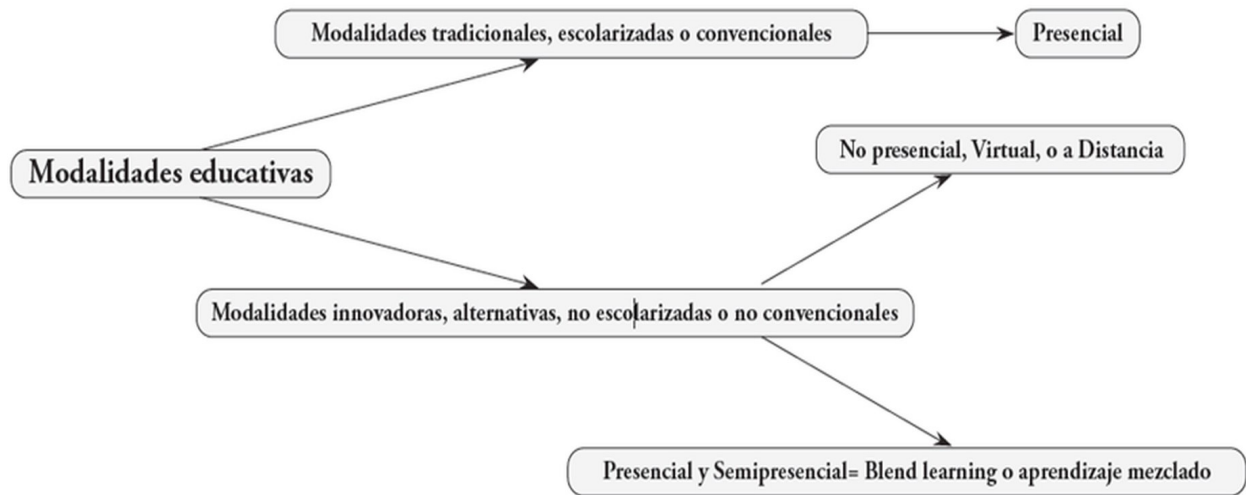 Modalidades tradicionales, escolarizadas o convencionales
Presencial
No presencial, Virtual, o a Distancia
Modalidades educativas
Modalidades innovadoras, alternativas, no escolarizadas o no convencionales
Presencial y Semipresencial= Blend learning o aprendizaje mezclado